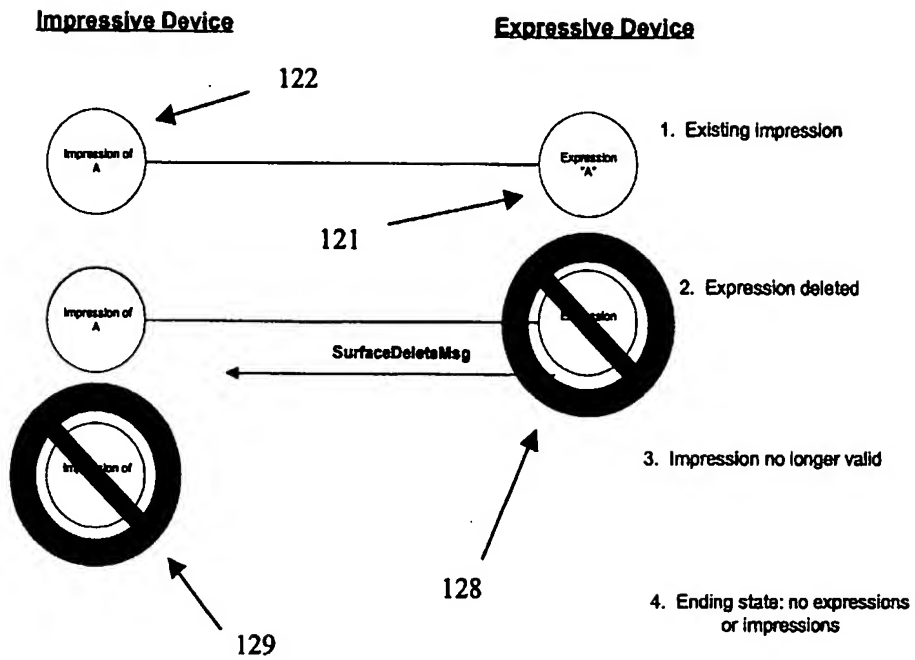 Impressive Device
Expressive Device
122
Impression of
A
Expression
"A"
1. Existing impression
121
Impression of
A
2. Expression deleted
SurfaceDeleteMsg
3. Impression no longer valid
128
129
4. Ending state: no expressions
or impressions